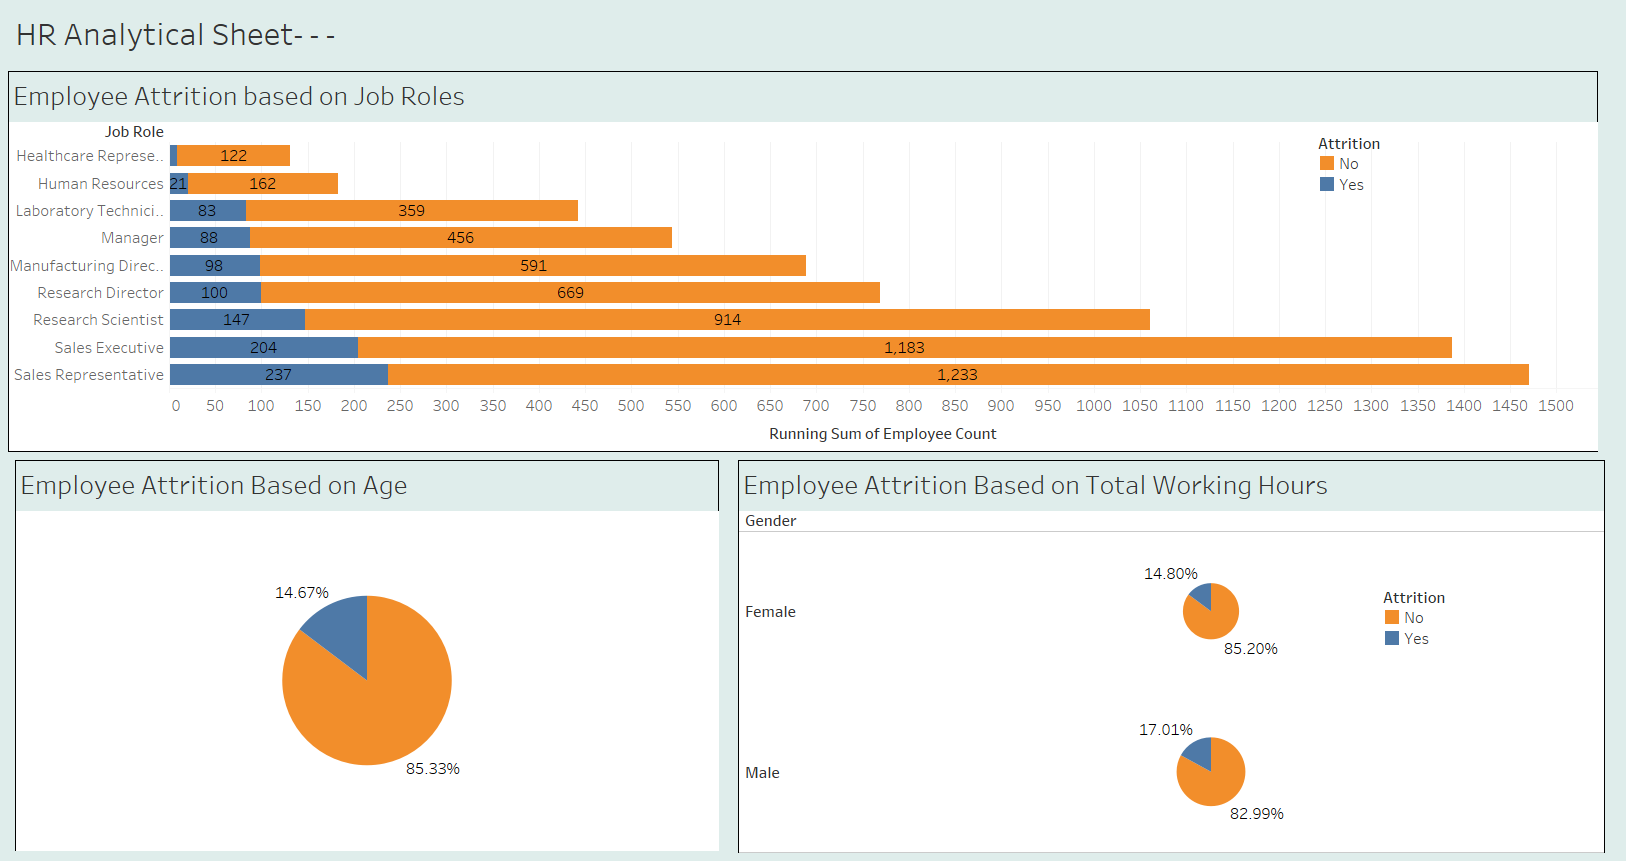 HR Analytical Sheet- - -
Employee Attrition based on Job Roles
Job Role
Healthcare Represe.. 122
Human Resources 21 162
Laboratory Technici.. 83 359
Manager 88 456
Manufacturing Direc.. 98 591
Research Director 100 669
Research Scientist 147 914
Sales Executive 204 1,183
Sales Representative 237 1,233
0 50 100 150 200 250 300 350 400 450 500 550 600 650 700 750 800 850 900 950 1000 1050 1100 1150 1200 1250 1300 1350 1400 1450 1500
Running Sum of Employee Count
Attrition
No
Yes
Employee Attrition Based on Age
14.67%
85.33%
Employee Attrition Based on Total Working Hours
Gender
Female
14.80%
85.20%
Male
17.01%
82.99%
Attrition
No
Yes